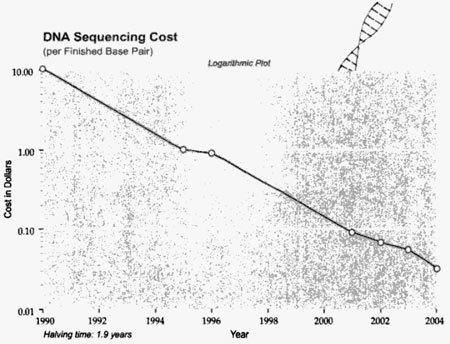 DNA Sequencing Cost
(per Finished Base Pair)
Logarithmic Plot
10.00
1.00
0.10
0.01
Cost in Dollars
1990 1992 1994 1996 1998 2000 2002 2004
Year
Halving time: 1.9 years